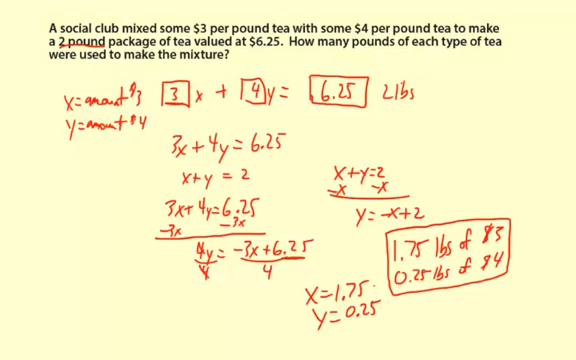 A social club mixed some $3 per pound tea with some $4 per pound tea to make
a 2 pound package of tea valued at $6.25. How many pounds of each type of tea
were used to make the mixture?
x=amount $3
y=amount $4
3 x + 4 y = 6.25 2 lbs
3x+4y=6.25
x+y = 2
3x+4y=6.25
-3x -3x
4y = -3x+6.25
4 4
x+y=2
-x -x
y=-x+2
1.75 lbs of $3
0.25 lbs of $4
x=1.75
y=0.25